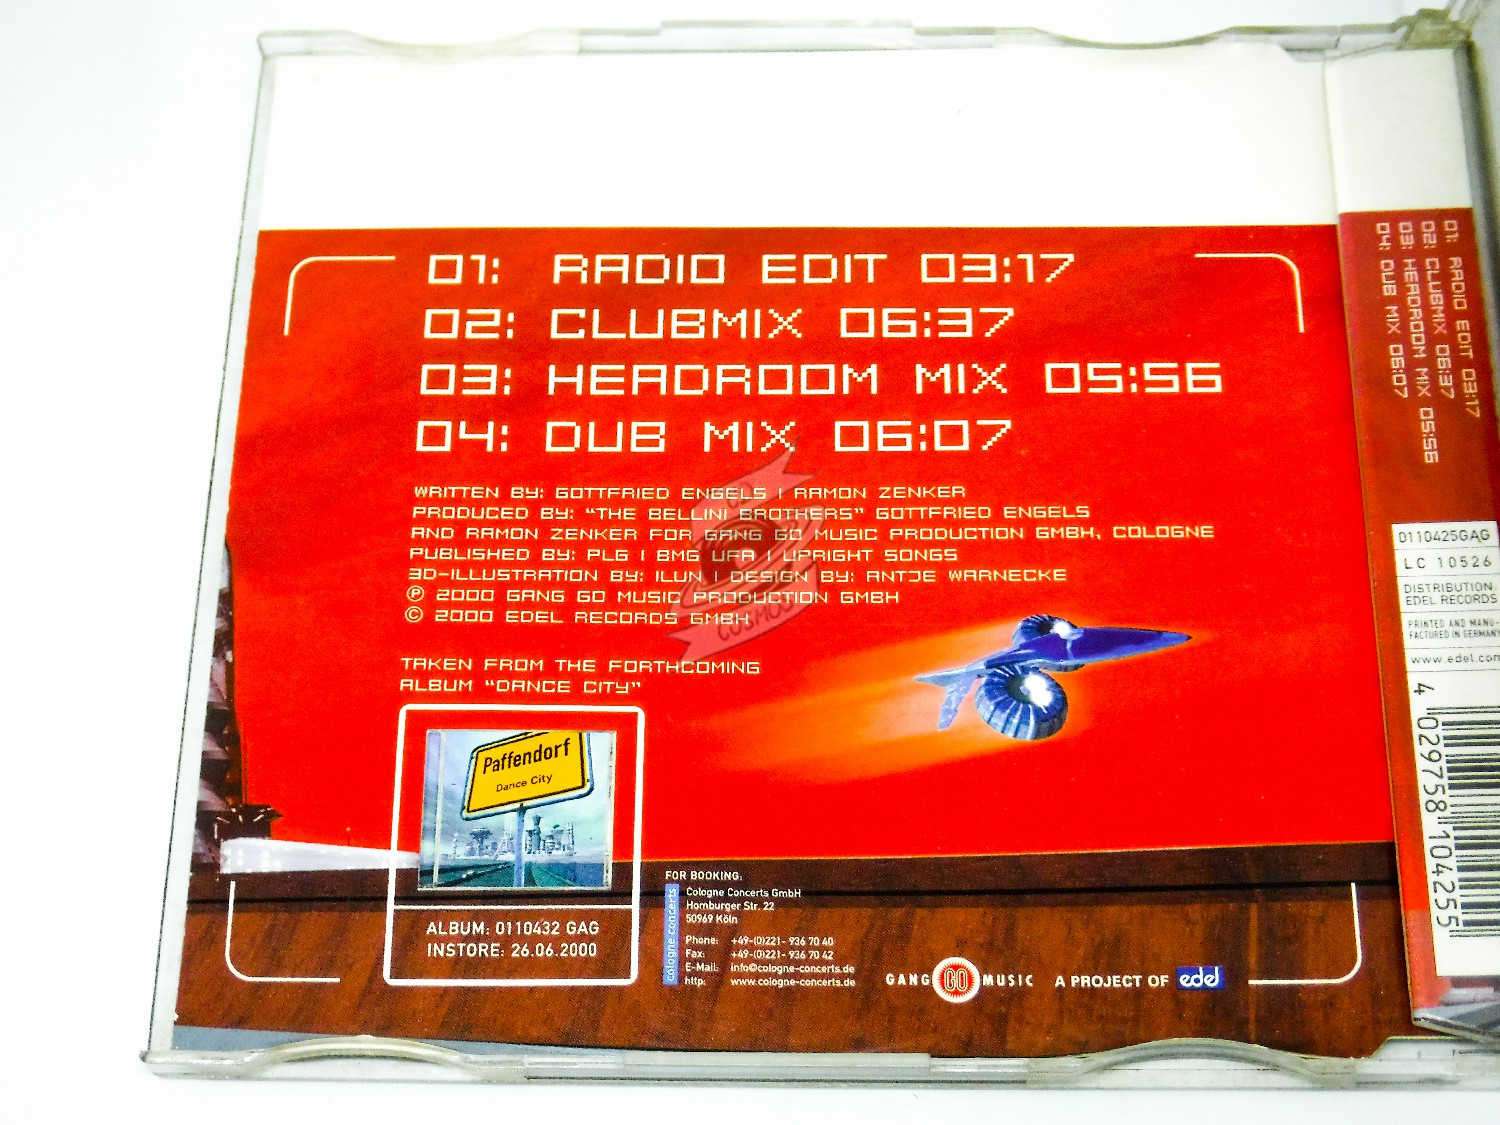 01: RADIO EDIT 03:17
02: CLUBMIX 06:37
03: HEADROOM MIX 05:56
04: DUB MIX 06:07
WRITTEN BY: GOTTFRIED ENGELS | RAMON ZENKER
PRODUCED BY: "THE BELLINI BROTHERS" GOTTFRIED ENGELS
AND RAMON ZENKER FOR GANG GO MUSIC PRODUCTION GMBH, COLOGNE
PUBLISHED BY: PLG | BMG UFA | UPRIGHT SONGS
3D-ILLUSTRATION BY: ILUN | DESIGN BY: ANTJE WARNECKE
℗ 2000 GANG GO MUSIC PRODUCTION GMBH
© 2000 EDEL RECORDS GMBH
COSMOS
TAKEN FROM THE FORTHCOMING
ALBUM "DANCE CITY"
Paffendorf
Dance City
ALBUM: 0110432 GAG
INSTORE: 26.06.2000
FOR BOOKING:
cologne concerts
Cologne Concerts GmbH
Homburger Str. 22
50969 Köln
Phone: +49-(0)221- 936 70 40
Fax: +49-(0)221- 936 70 42
E-Mail: info@cologne-concerts.de
http: www.cologne-concerts.de
GANG GO MUSIC
A PROJECT OF edel
01: RADIO EDIT 03:17
02: CLUBMIX 06:37
03: HEADROOM MIX 05:56
04: DUB MIX 06:07
0110425GAG
LC 10526
DISTRIBUTION:
EDEL RECORDS
PRINTED AND MANU-
FACTURED IN GERMANY
www.edel.com
4 029758 104255